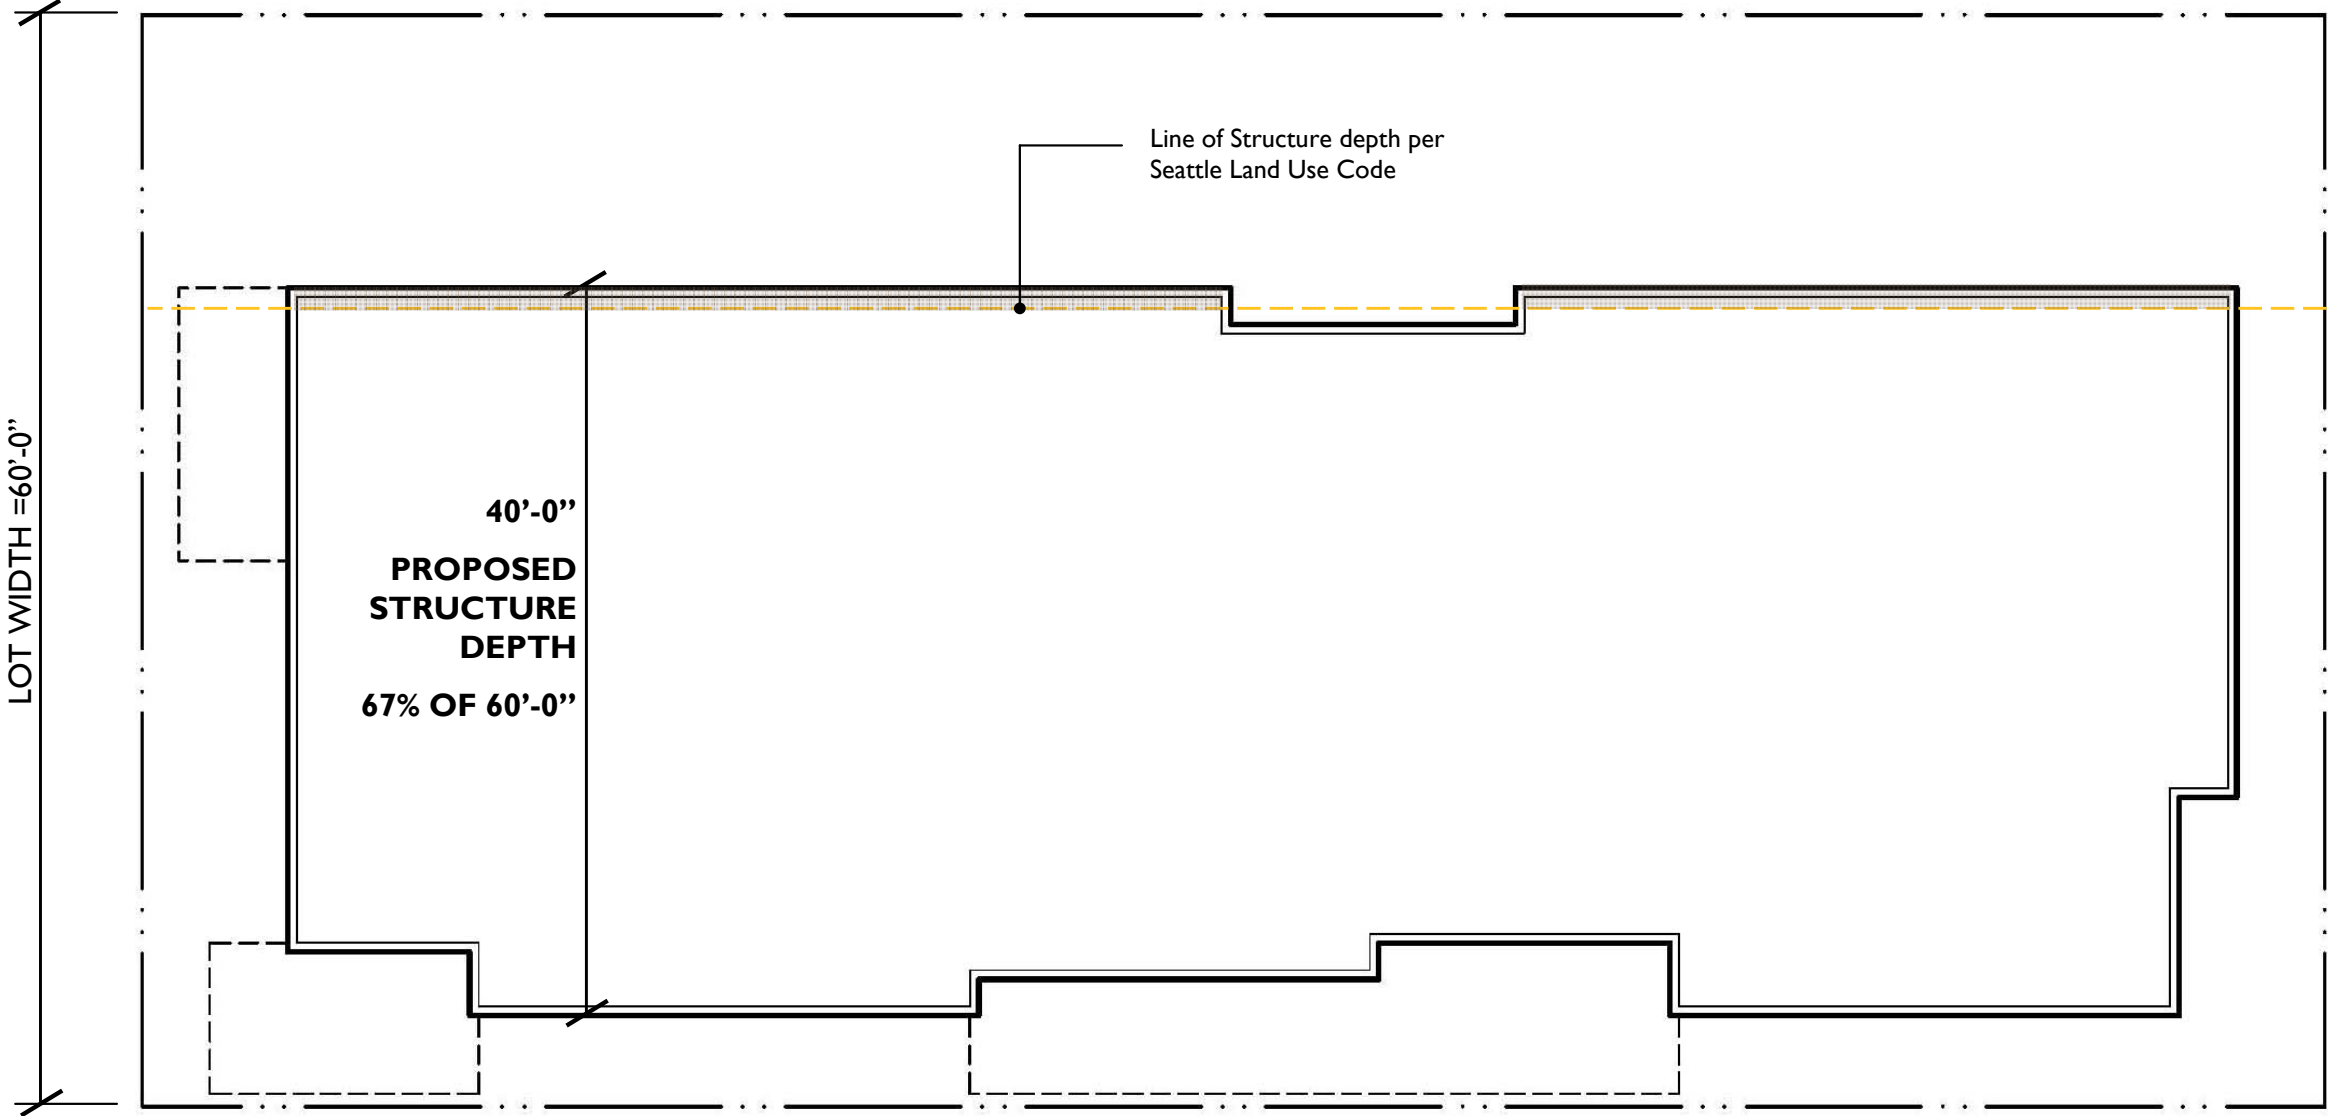 Line of Structure depth per
Seattle Land Use Code
LOT WIDTH =60’-0”
40’-0”
PROPOSED
STRUCTURE
DEPTH
67% OF 60’-0”